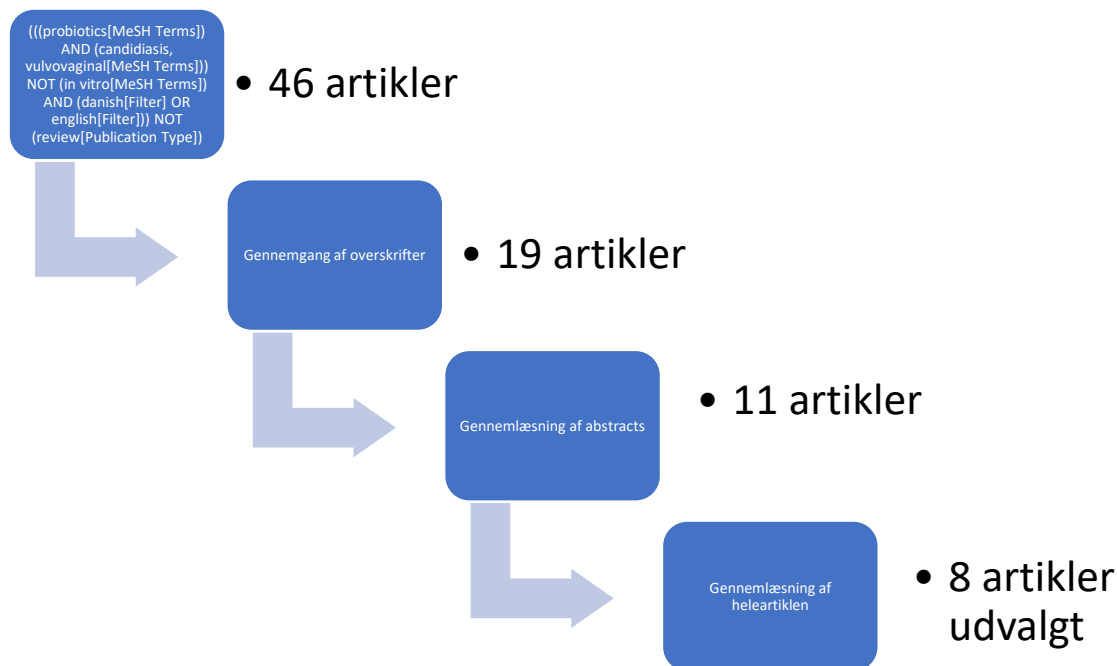 (((probiotics[MeSH Terms])
AND (candidiasis,
vulvovaginal[MeSH Terms]))
NOT (in vitro[MeSH Terms])
AND (danish[Filter] OR
english[Filter])) NOT
(review[Publication Type])
• 46 artikler
Gennemgang af overskrifter
• 19 artikler
Gennemlæsning af abstracts
• 11 artikler
Gennemlæsning af
heleartiklen
• 8 artikler
udvalgt